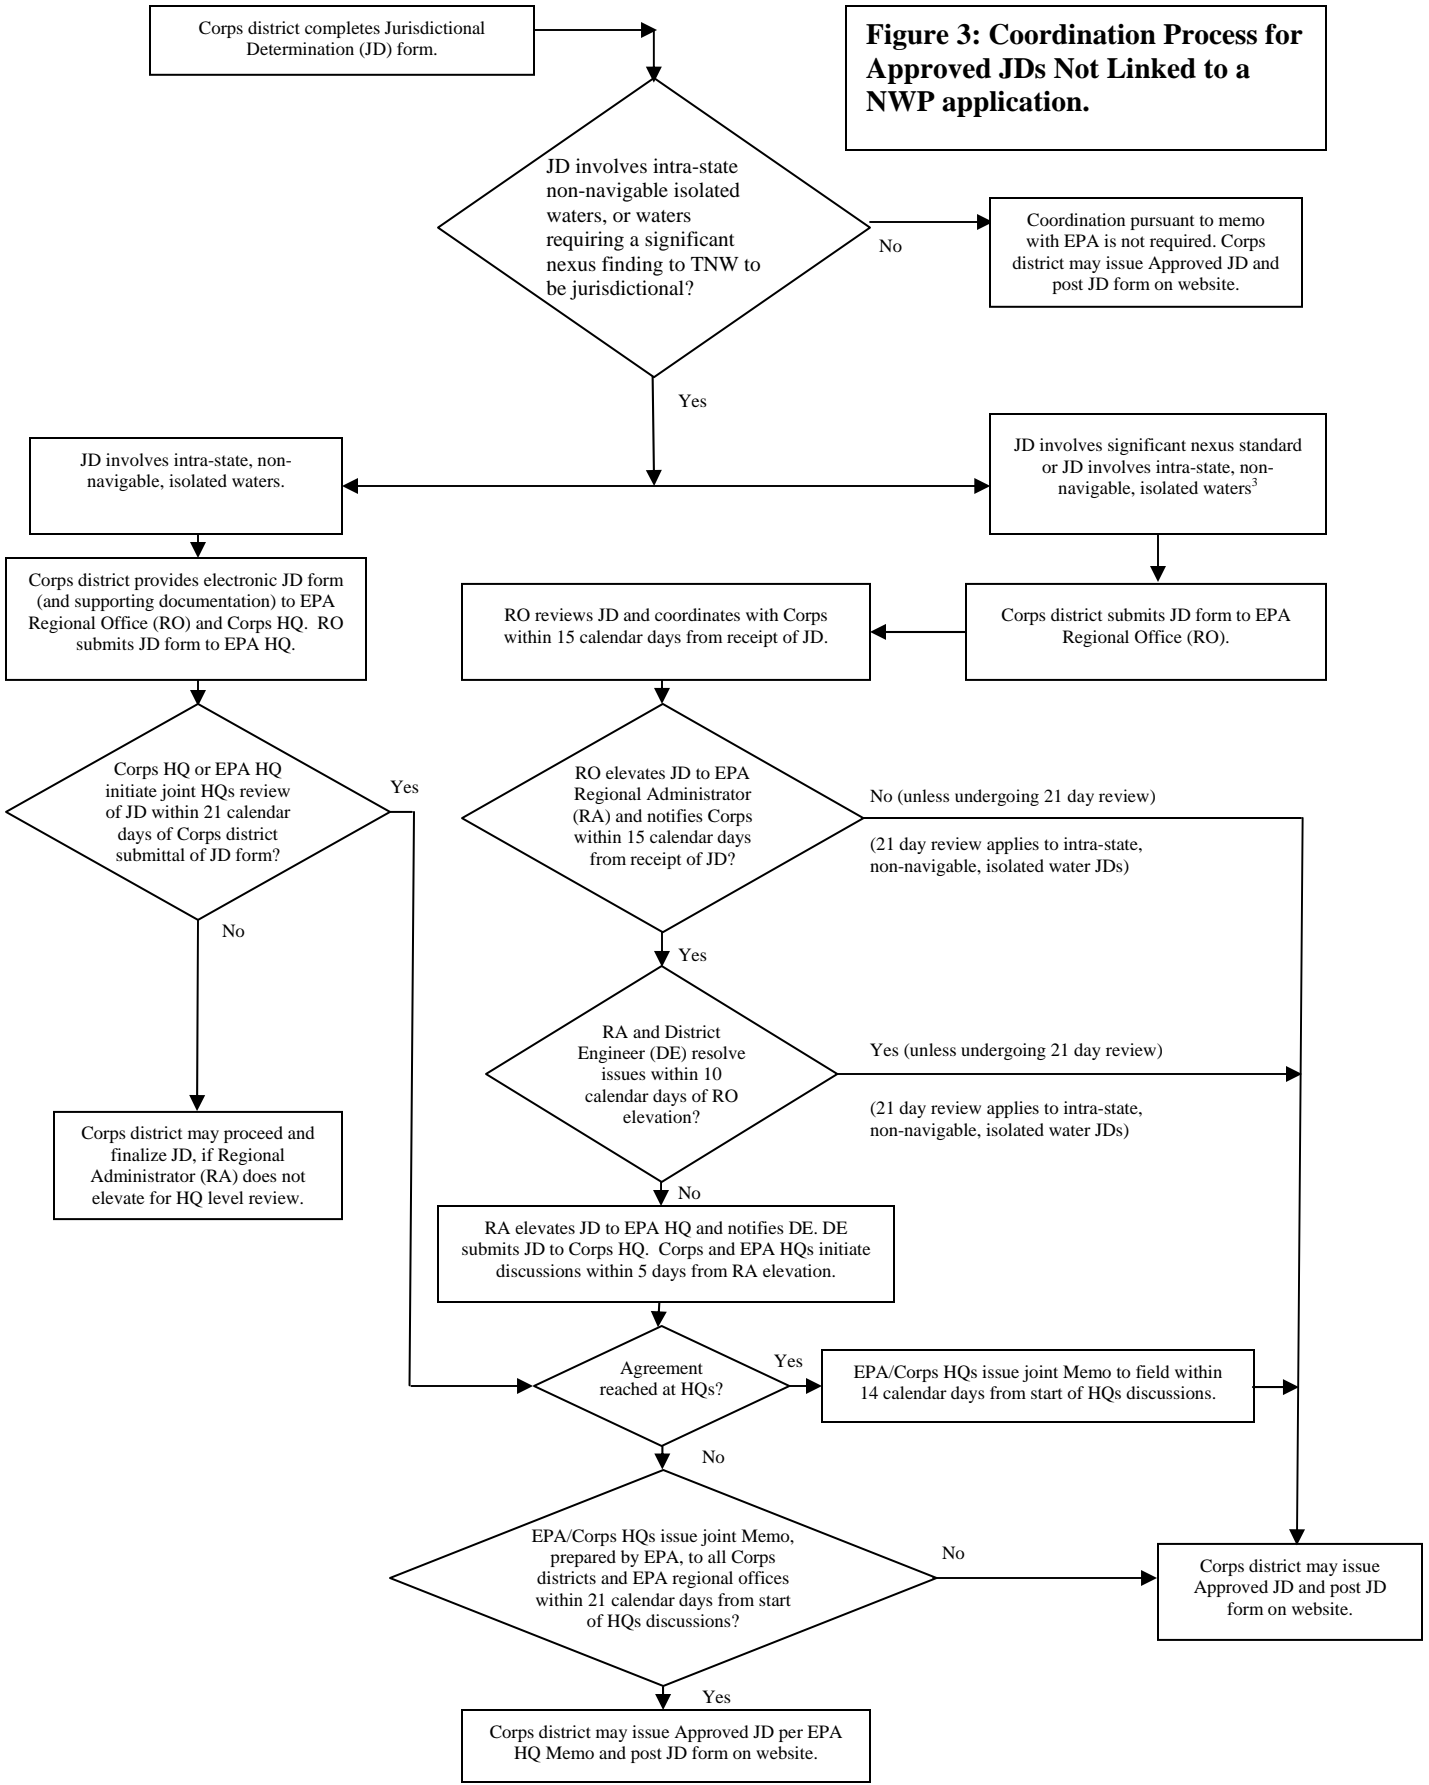 Corps district completes Jurisdictional
Determination (JD) form.
Figure 3: Coordination Process for
Approved JDs Not Linked to a
NWP application.
JD involves intra-state
non-navigable isolated
waters, or waters
requiring a significant
nexus finding to TNW to
be jurisdictional?
No
Coordination pursuant to memo
with EPA is not required. Corps
district may issue Approved JD and
post JD form on website.
Yes
JD involves intra-state, non-
navigable, isolated waters.
JD involves significant nexus standard
or JD involves intra-state, non-
navigable, isolated waters3
Corps district provides electronic JD form
(and supporting documentation) to EPA
Regional Office (RO) and Corps HQ. RO
submits JD form to EPA HQ.
RO reviews JD and coordinates with Corps
within 15 calendar days from receipt of JD.
Corps district submits JD form to EPA
Regional Office (RO).
Corps HQ or EPA HQ
initiate joint HQs review
of JD within 21 calendar
days of Corps district
submittal of JD form?
Yes
No
RO elevates JD to EPA
Regional Administrator
(RA) and notifies Corps
within 15 calendar days
from receipt of JD?
No (unless undergoing 21 day review)
(21 day review applies to intra-state,
non-navigable, isolated water JDs)
Yes
RA and District
Engineer (DE) resolve
issues within 10
calendar days of RO
elevation?
Yes (unless undergoing 21 day review)
(21 day review applies to intra-state,
non-navigable, isolated water JDs)
Corps district may proceed and
finalize JD, if Regional
Administrator (RA) does not
elevate for HQ level review.
No
RA elevates JD to EPA HQ and notifies DE. DE
submits JD to Corps HQ. Corps and EPA HQs initiate
discussions within 5 days from RA elevation.
Agreement
reached at HQs?
Yes
EPA/Corps HQs issue joint Memo to field within
14 calendar days from start of HQs discussions.
No
EPA/Corps HQs issue joint Memo,
prepared by EPA, to all Corps
districts and EPA regional offices
within 21 calendar days from start
of HQs discussions?
No
Corps district may issue
Approved JD and post JD
form on website.
Yes
Corps district may issue Approved JD per EPA
HQ Memo and post JD form on website.